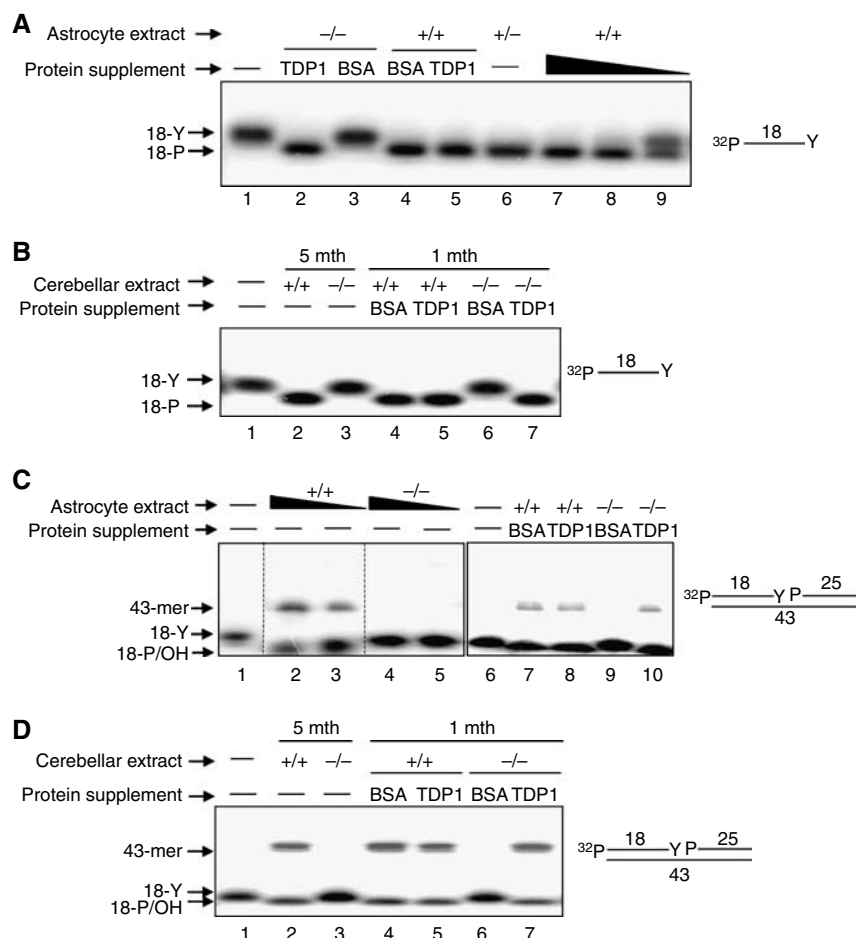 A
Astrocyte extract –/– +/+ +/– +/+
Protein supplement — TDP1 BSA BSA TDP1 —
18-Y
18-P
32P 18 Y
1 2 3 4 5 6 7 8 9
B
5 mth 1 mth
Cerebellar extract — +/+ –/– +/+ +/+ –/– –/–
Protein supplement — — — BSA TDP1 BSA TDP1
18-Y
18-P
32P 18 Y
1 2 3 4 5 6 7
C
Astrocyte extract — +/+ –/– — +/+ +/+ –/– –/–
Protein supplement — — — — — — BSA TDP1 BSA TDP1
43-mer
18-Y
18-P/OH
32P 18 Y P 25
43
1 2 3 4 5 6 7 8 9 10
D
5 mth 1 mth
Cerebellar extract — +/+ –/– +/+ –/–
Protein supplement — — — BSA TDP1 BSA TDP1
43-mer
18-Y
18-P/OH
32P 18 Y P 25
43
1 2 3 4 5 6 7